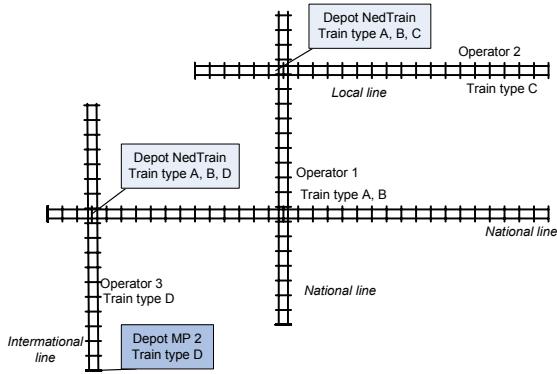 Depot NedTrain
Train type A, B, C
Operator 2
Local line
Train type C
Depot NedTrain
Train type A, B, D
Operator 1
Train type A, B
National line
Operator 3
Train type D
National line
Intermational
line
Depot MP 2
Train type D